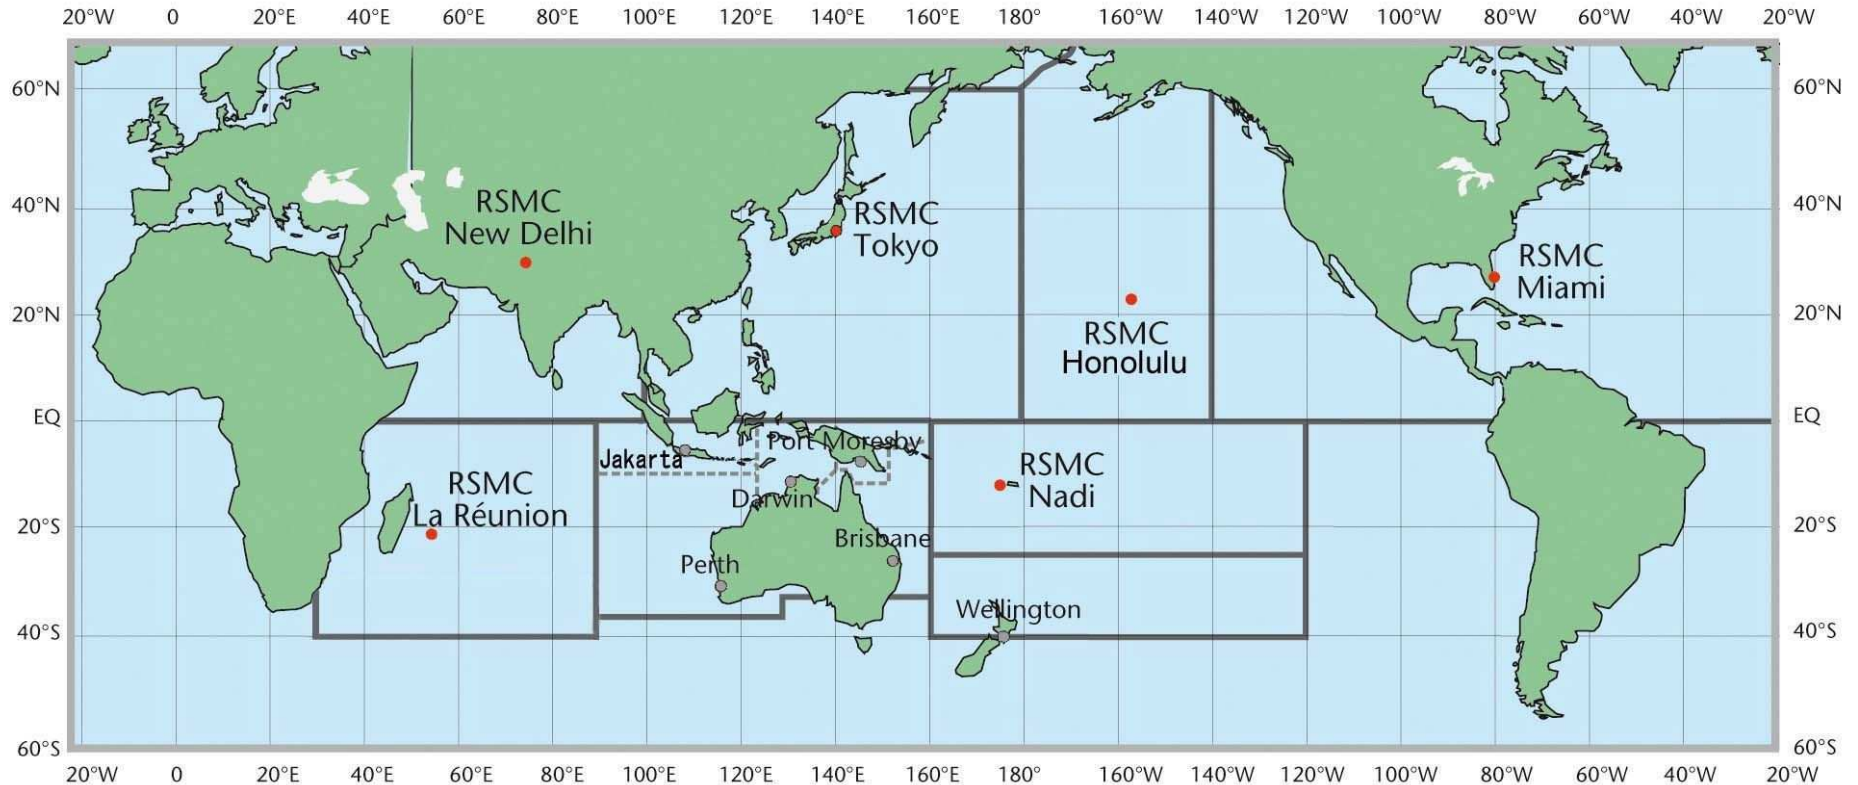 20°W 0 20°E 40°E 60°E 80°E 100°E 120°E 140°E 160°E 180° 160°W 140°W 120°W 100°W 80°W 60°W 40°W 20°W
60°N 60°N
RSMC
New Delhi
40°N 40°N
RSMC
Tokyo
RSMC
Miami
20°N 20°N
RSMC
Honolulu
EQ EQ
Port Moresby
Jakarta
RSMC
Nadi
RSMC
La Réunion
Darwin
20°S 20°S
Brisbane
Perth
Wellington
40°S 40°S
60°S 60°S
20°W 0 20°E 40°E 60°E 80°E 100°E 120°E 140°E 160°E 180° 160°W 140°W 120°W 100°W 80°W 60°W 40°W 20°W